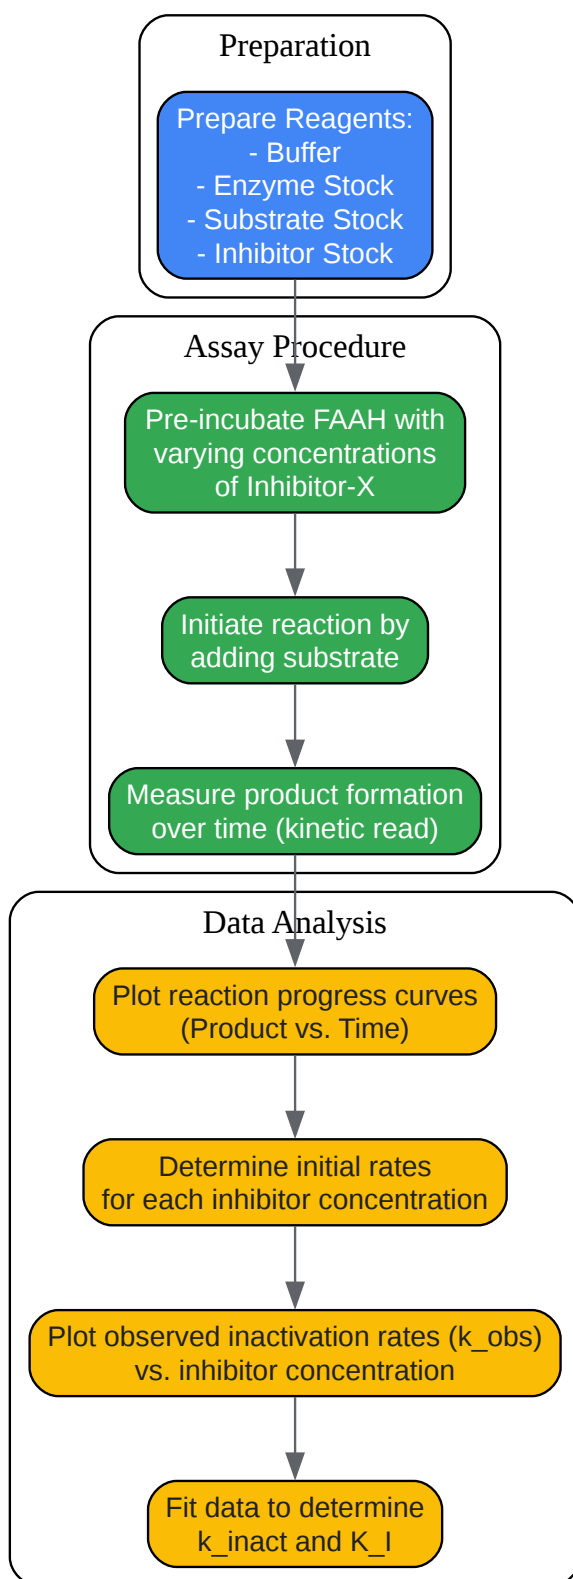 Preparation
Prepare Reagents:
- Buffer
- Enzyme Stock
- Substrate Stock
- Inhibitor Stock
Assay Procedure
Pre-incubate FAAH with
varying concentrations
of Inhibitor-X
Initiate reaction by
adding substrate
Measure product formation
over time (kinetic read)
Data Analysis
Plot reaction progress curves
(Product vs. Time)
Determine initial rates
for each inhibitor concentration
Plot observed inactivation rates (k_obs)
vs. inhibitor concentration
Fit data to determine
k_inact and K_I